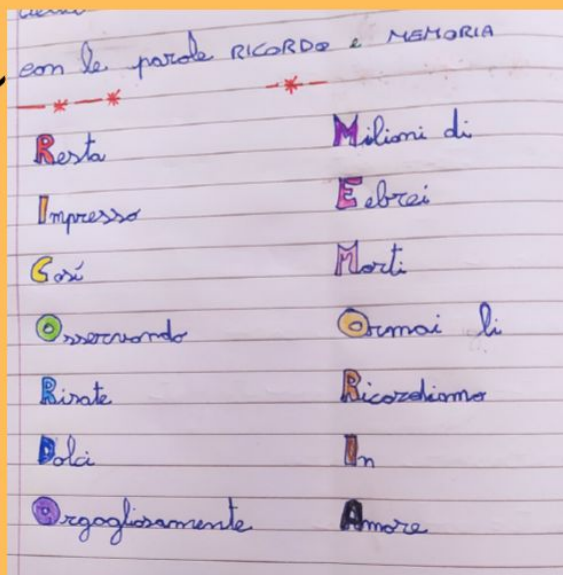 con le parole RICORDO e MEMORIA
Resta
Impresso
Così
Osservando
Risate
Dolci
Orgogliosamente
Milioni di
Eebrei
Morti
Ormai li
Ricordiamo
In
Amore